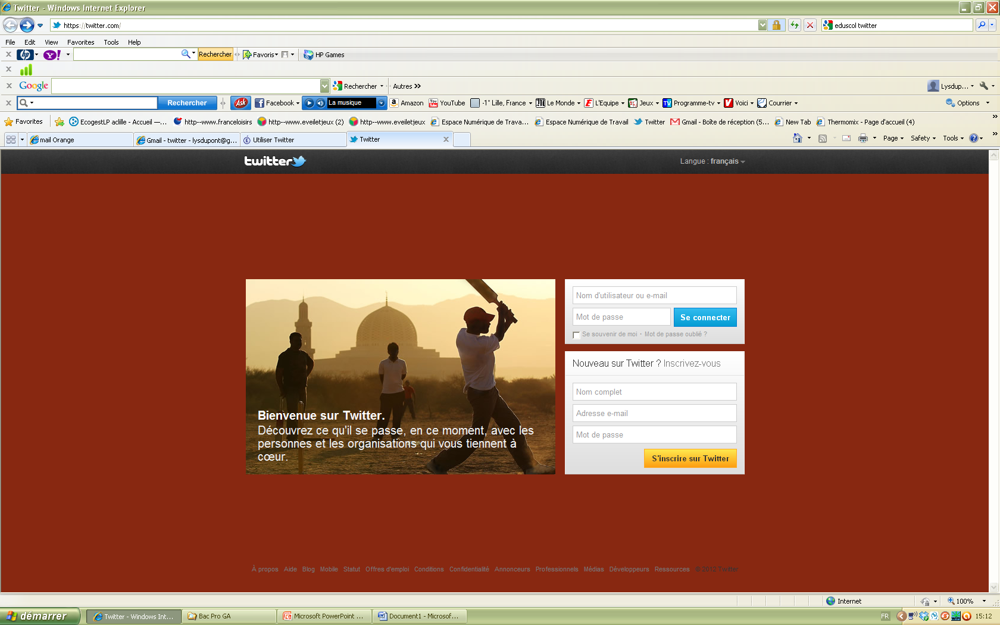 Twitter - Windows Internet Explorer
https://twitter.com/
eduscol twitter
File Edit View Favorites Tools Help
Rechercher Favoris HP Games
Google Rechercher Autres Lysdup...
Rechercher Ask Facebook La musique Amazon YouTube -1° Lille, France Le Monde L'Equipe Jeux Programme-tv Voici Courrier Options
Favorites EcogestLP aclille - Accueil —... http--www.franceloisirs http--www.eveiletjeux (2) http--www.eveiletjeux Espace Numérique de Trava... Espace Numérique de Travail Twitter Gmail - Boîte de réception (5... New Tab Thermomix - Page d'accueil (4)
mail Orange Gmail - twitter - lysdupont@g... Utiliser Twitter Twitter Page Safety Tools
twitter Langue : français
Nom d'utilisateur ou e-mail
Mot de passe Se connecter
Se souvenir de moi · Mot de passe oublié ?
Nouveau sur Twitter ? Inscrivez-vous
Nom complet
Adresse e-mail
Mot de passe
S'inscrire sur Twitter
Bienvenue sur Twitter.
Découvrez ce qu'il se passe, en ce moment, avec les
personnes et les organisations qui vous tiennent à
cœur.
À propos Aide Blog Mobile Statut Offres d'emploi Conditions Confidentialité Annonceurs Professionnels Médias Développeurs Ressources © 2012 Twitter
Internet 100%
démarrer Twitter - Windows Int... Bac Pro GA Microsoft PowerPoint ... Document1 - Microsof... FR 15:12